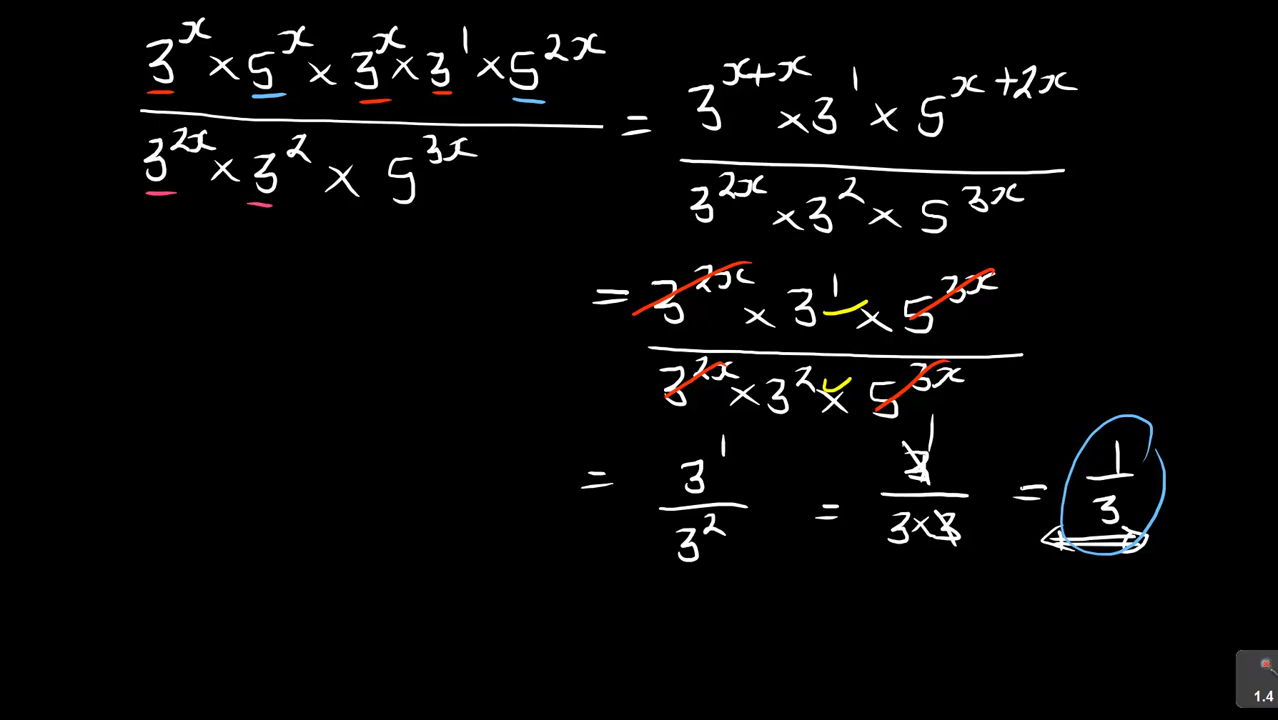 3^x × 5^x × 3^x × 3^1 × 5^{2x} / 3^{2x} × 3^2 × 5^{3x} = 3^{x+x} × 3^1 × 5^{x+2x} / 3^{2x} × 3^2 × 5^{3x}
= 3^{2x} × 3^1 × 5^{3x} / 3^{2x} × 3^2 × 5^{3x}
= 3^1 / 3^2 = 3^1 / 3×3 = 1/3
1.4